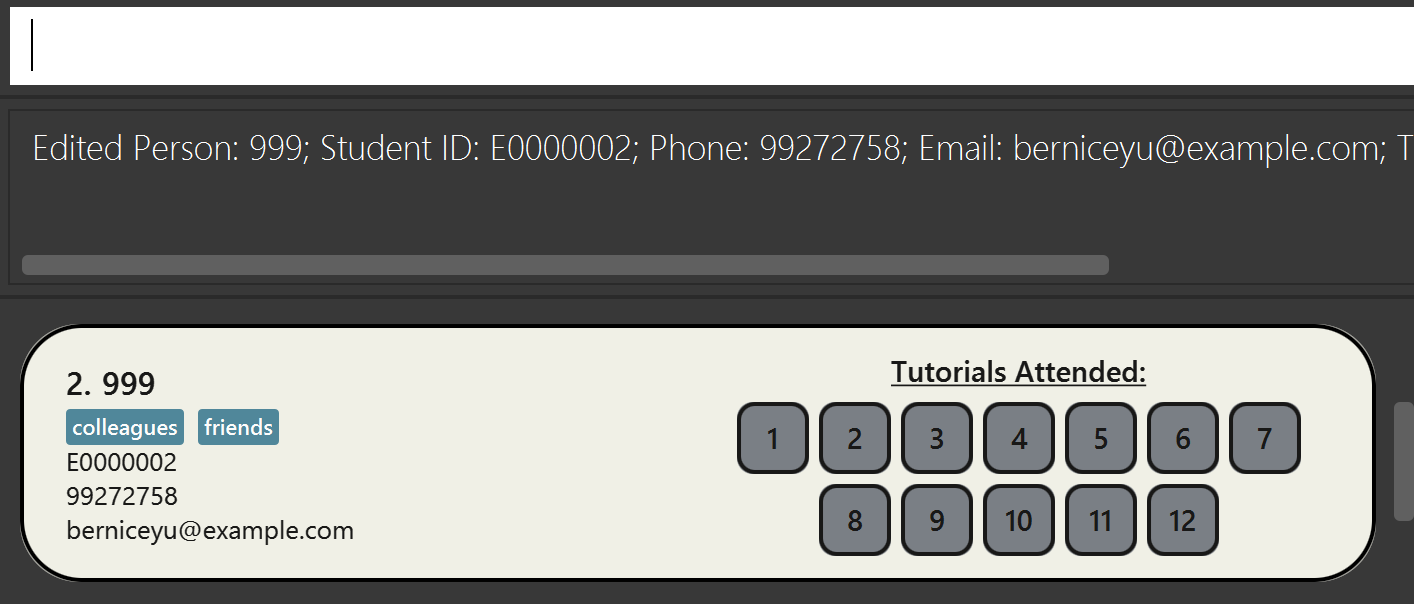 Edited Person: 999; Student ID: E0000002; Phone: 99272758; Email: berniceyu@example.com; T
2. 999
colleagues friends
E0000002
99272758
berniceyu@example.com
Tutorials Attended:
1 2 3 4 5 6 7
8 9 10 11 12